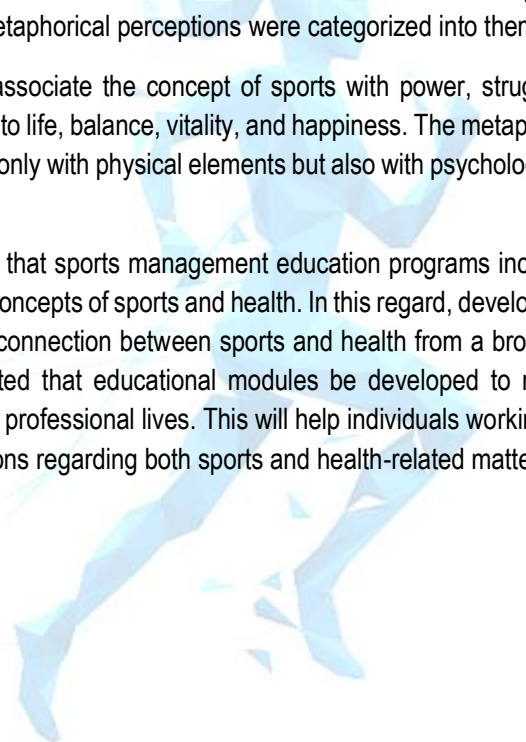 etaphorical perceptions were categorized into then
associate the concept of sports with power, strug
to life, balance, vitality, and happiness. The metap
only with physical elements but also with psycholo
that sports management education programs inc
oncepts of sports and health. In this regard, develo
connection between sports and health from a bro
ted that educational modules be developed to r
professional lives. This will help individuals workin
ons regarding both sports and health-related matte